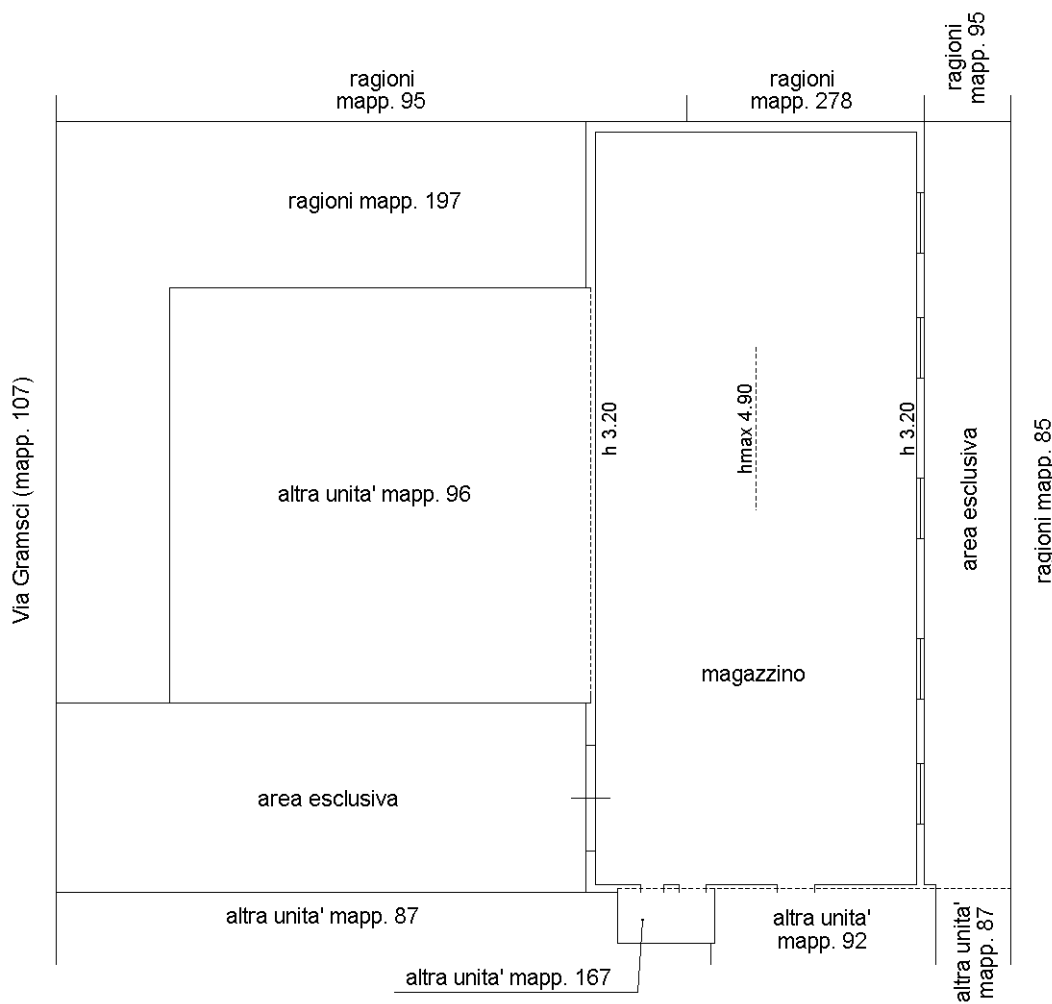 ragioni
mapp. 95
ragioni
mapp. 278
ragioni
mapp. 95
ragioni mapp. 197
Via Gramsci (mapp. 107)
altra unita' mapp. 96
h 3.20
hmax 4.90
h 3.20
area esclusiva
ragioni mapp. 85
magazzino
area esclusiva
altra unita' mapp. 87
altra unita'
mapp. 92
altra unita'
mapp. 87
altra unita' mapp. 167